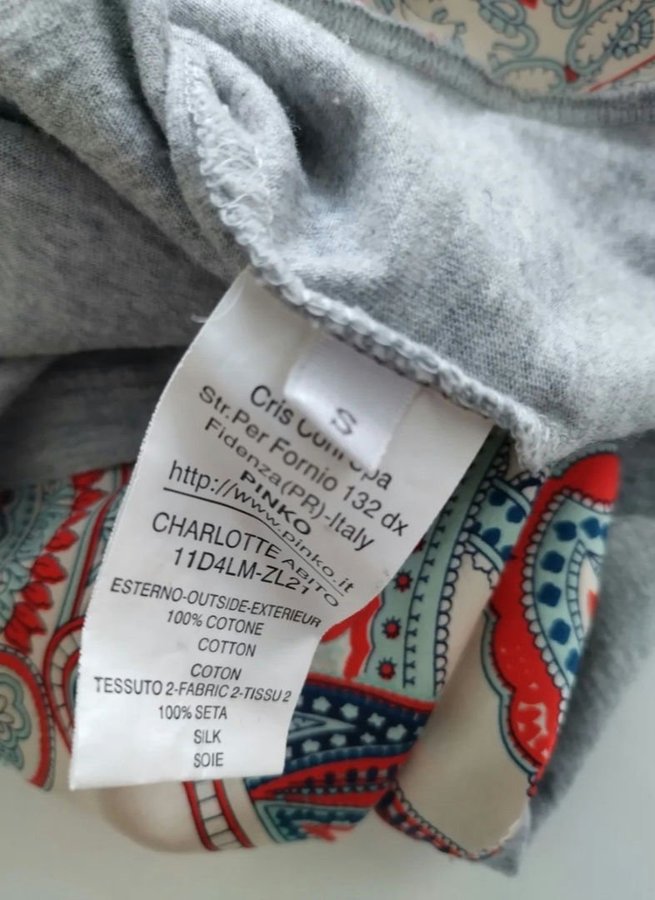 S
Cris Spa
Str.Per Fornio 132 dx
Fidenza(PR)-Italy
PINKO
http://www.pinko.it
CHARLOTTE ABITO
11D4LM-ZL21
ESTERNO-OUTSIDE-EXTERIEUR
100% COTONE
COTTON
COTON
TESSUTO 2-FABRIC 2-TISSU 2
100% SETA
SILK
SOIE